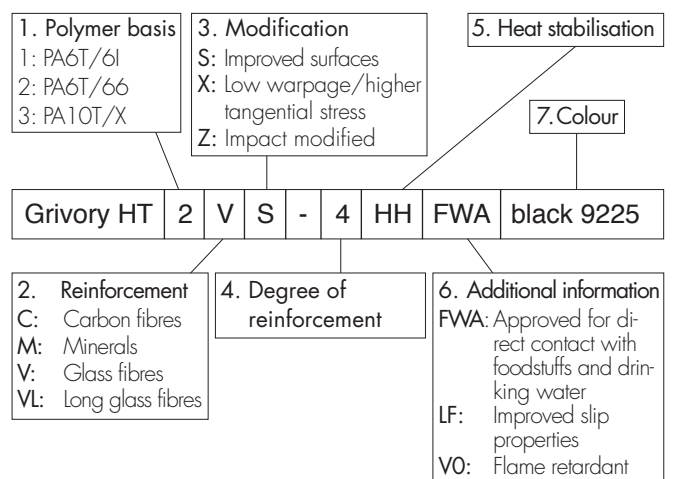 1. Polymer basis
1: PA6T/6I
2: PA6T/66
3: PA10T/X
3. Modification
S: Improved surfaces
X: Low warpage/higher
tangential stress
Z: Impact modified
5. Heat stabilisation
7. Colour
Grivory HT 2 V S - 4 HH FWA black 9225
2. Reinforcement
C: Carbon fibres
M: Minerals
V: Glass fibres
VL: Long glass fibres
4. Degree of
reinforcement
6. Additional information
FWA: Approved for di-
rect contact with
foodstuffs and drin-
king water
LF: Improved slip
properties
V0: Flame retardant